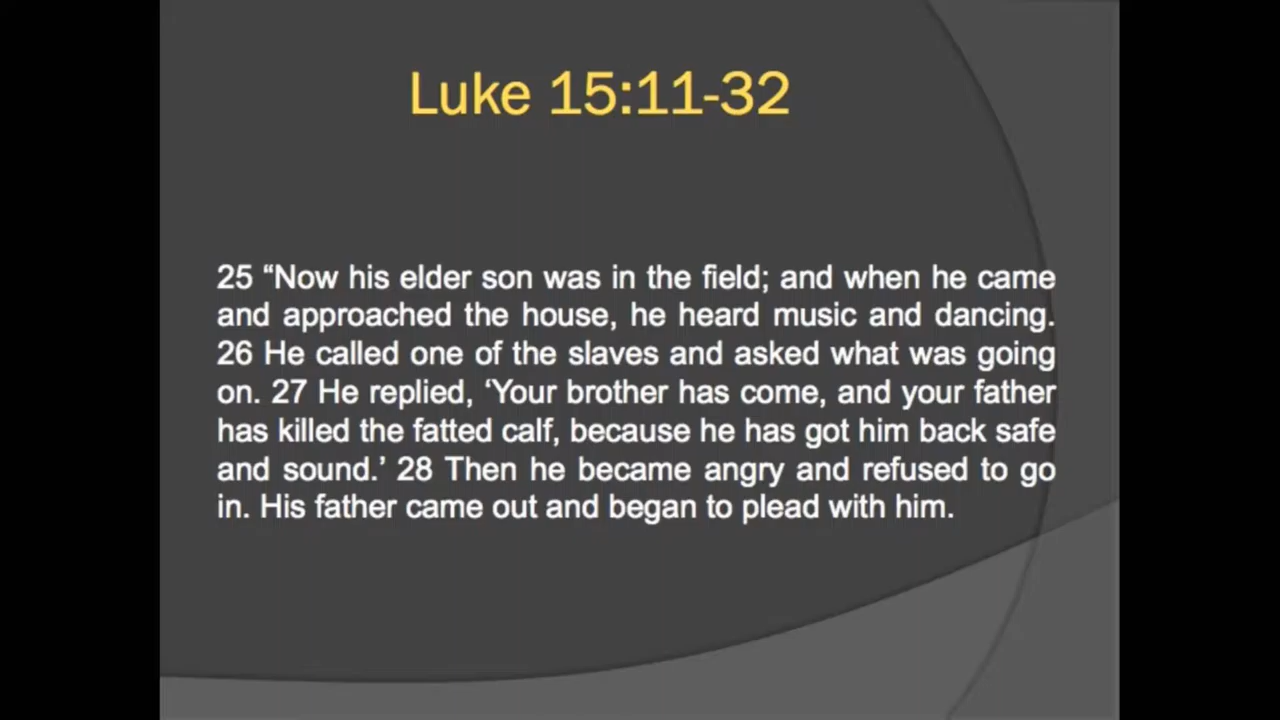 Luke 15:11-32
25 “Now his elder son was in the field; and when he came
and approached the house, he heard music and dancing.
26 He called one of the slaves and asked what was going
on. 27 He replied, ‘Your brother has come, and your father
has killed the fatted calf, because he has got him back safe
and sound.’ 28 Then he became angry and refused to go
in. His father came out and began to plead with him.